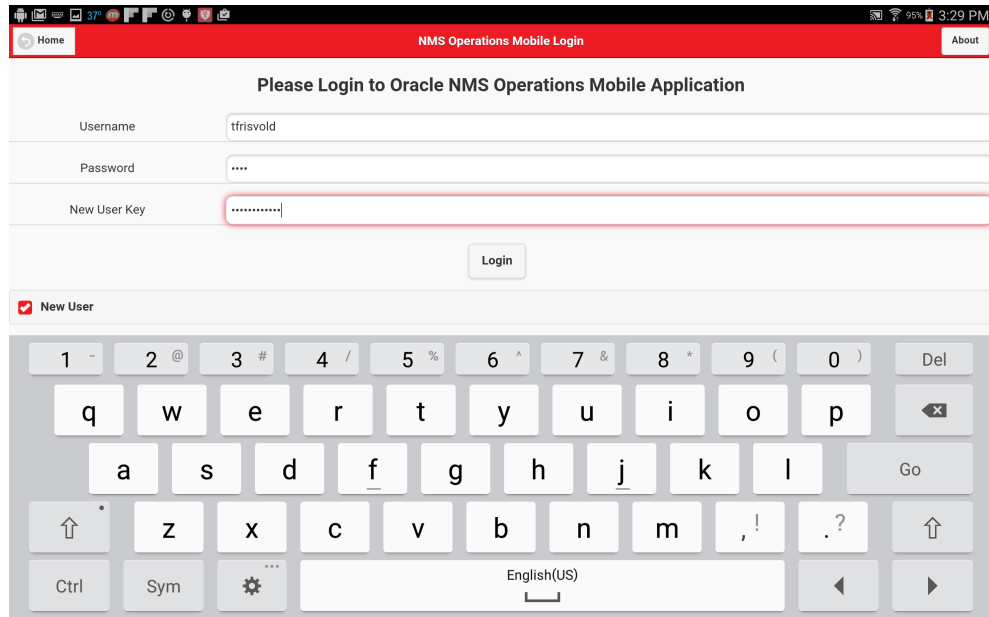 37° 95% 3:29 PM
Home NMS Operations Mobile Login About
Please Login to Oracle NMS Operations Mobile Application
Username tfrisvold
Password ••••
New User Key ••••••••••••
Login
New User
1 - 2 @ 3 # 4 / 5 % 6 ^ 7 & 8 * 9 ( 0 ) Del
q w e r t y u i o p
a s d f g h j k l Go
z x c v b n m , ! . ?
Ctrl Sym English(US)